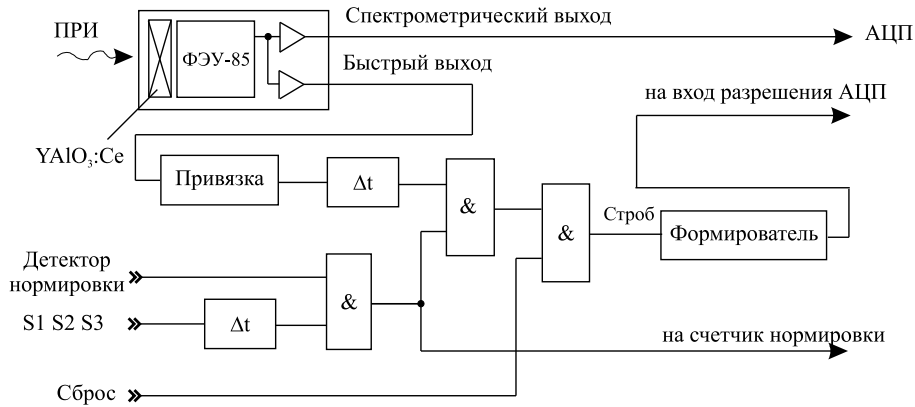 Спектрометрический выход
ПРИ
АЦП
ФЭУ-85
Быстрый выход
на вход разрешения АЦП
YAlO₃:Ce
Привязка
Δt
&
&
Строб
Формирователь
Детектор
нормировки
&
S1 S2 S3
Δt
на счетчик нормировки
Сброс